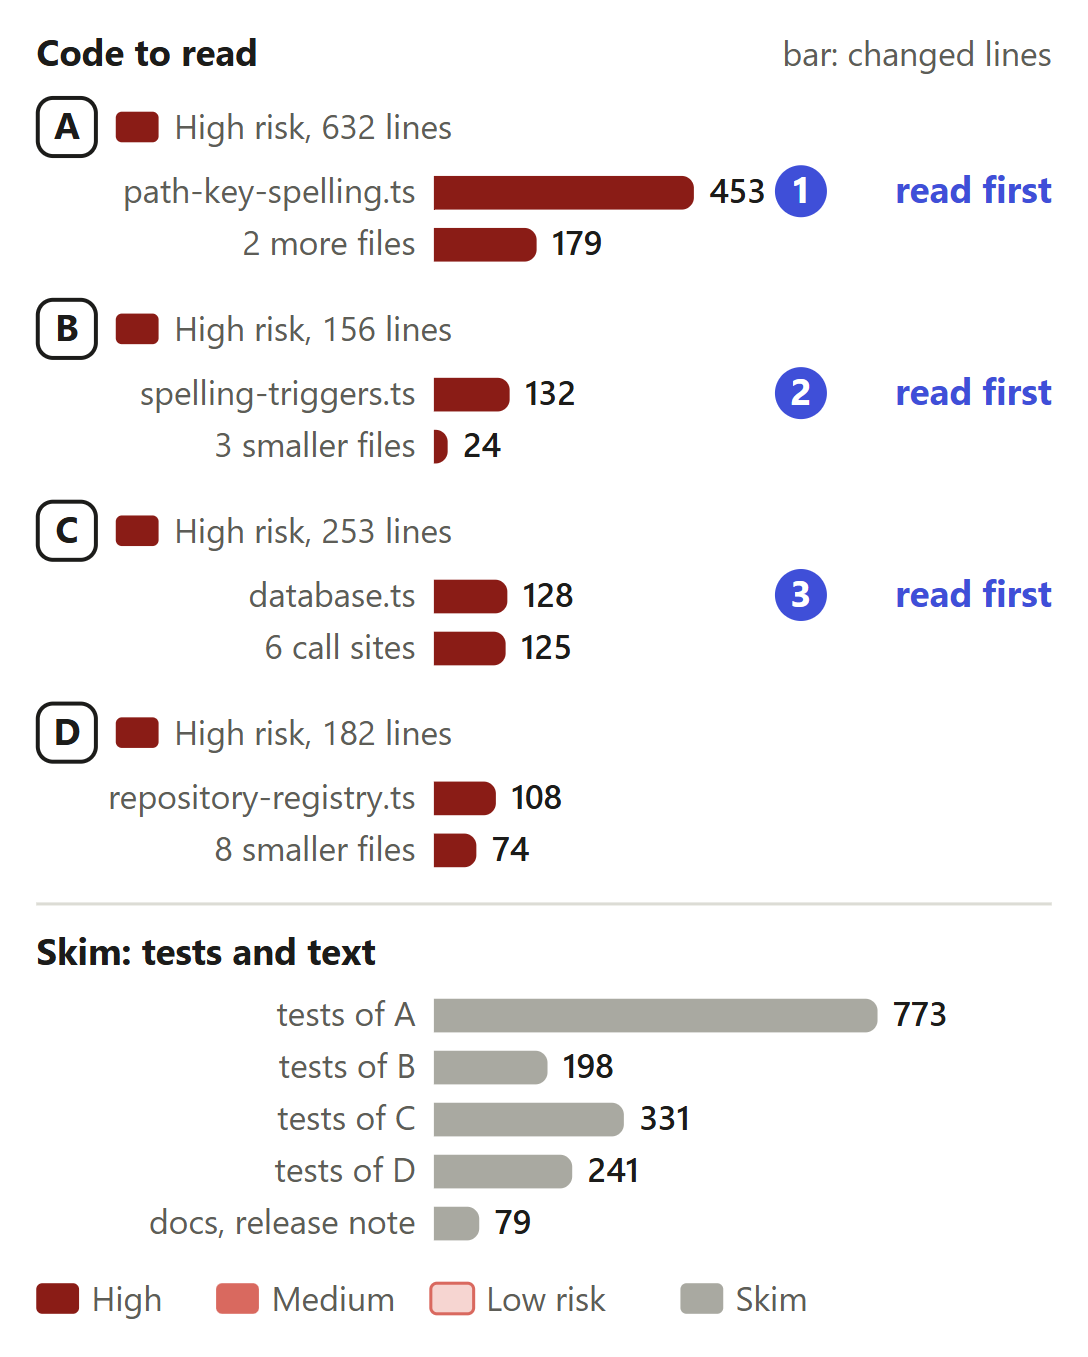 Code to read bar: changed lines
A High risk, 632 lines
path-key-spelling.ts 453 1 read first
2 more files 179
B High risk, 156 lines
spelling-triggers.ts 132 2 read first
3 smaller files 24
C High risk, 253 lines
database.ts 128 3 read first
6 call sites 125
D High risk, 182 lines
repository-registry.ts 108
8 smaller files 74
Skim: tests and text
tests of A 773
tests of B 198
tests of C 331
tests of D 241
docs, release note 79
High Medium Low risk Skim